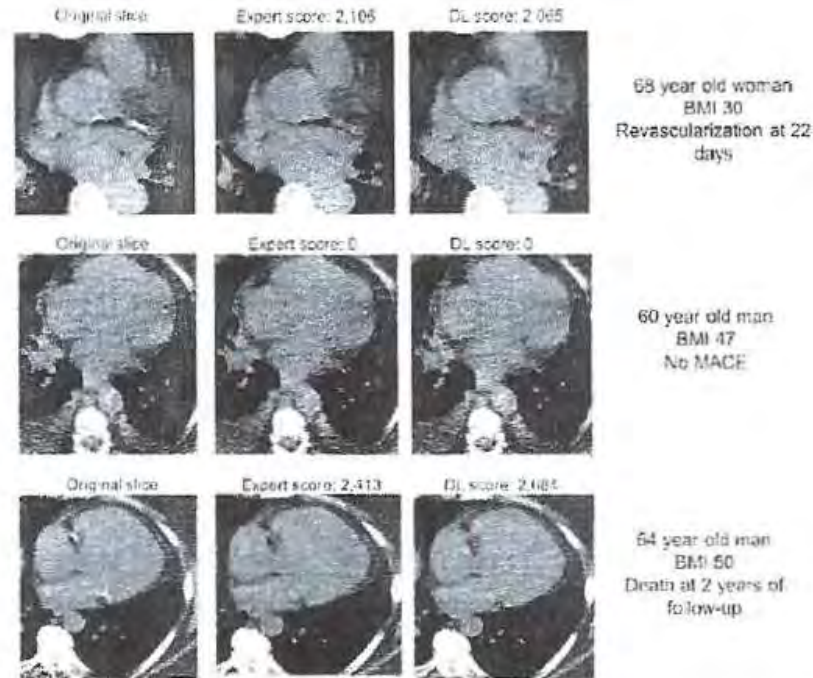 Original slice
Expert score: 2,106
DL score: 2,065
68 year old woman
BMI 30
Revascularization at 22
days
Original slice
Expert score: 0
DL score: 0
60 year old man
BMI 47
No MACE
Original slice
Expert score: 2,413
DL score: 2,684
64 year old man
BMI 50
Death at 2 years of
follow-up